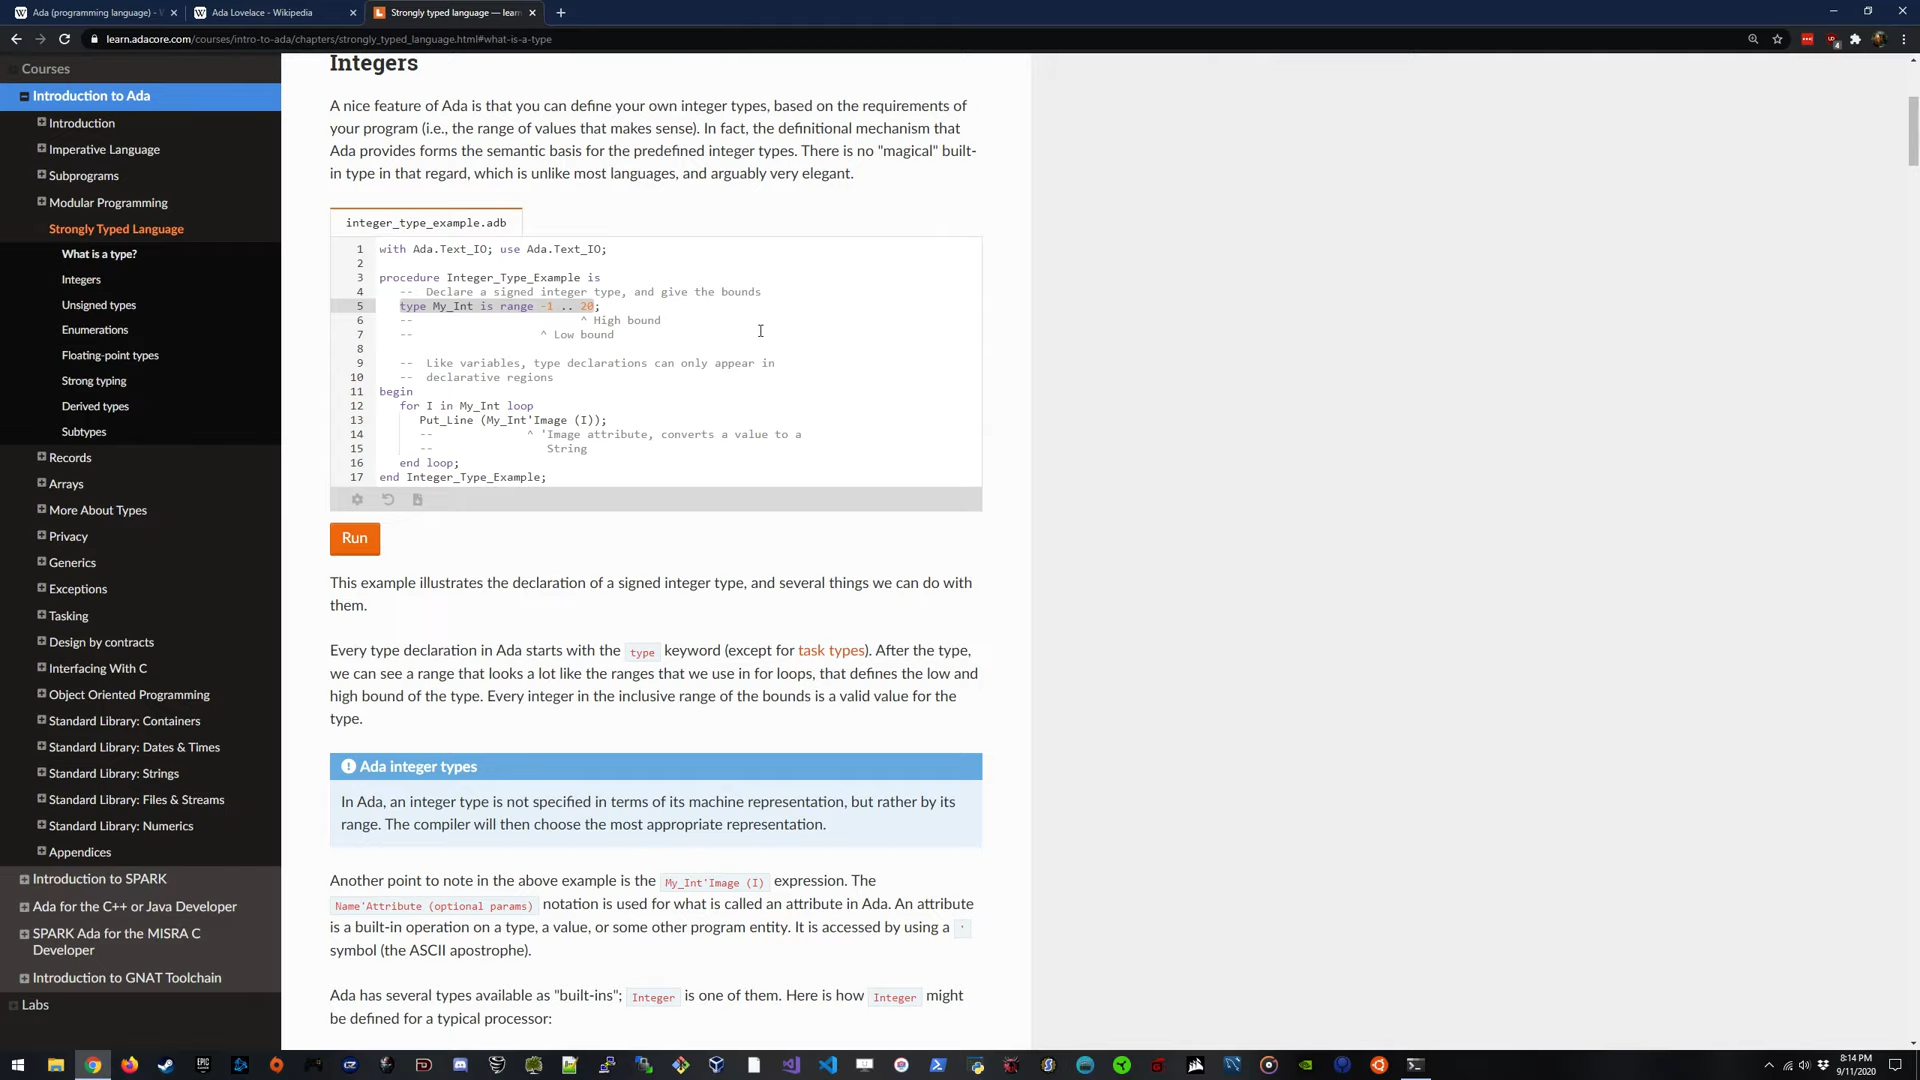 Ada (programming language) - W
Ada Lovelace - Wikipedia
Strongly typed language — learn
learn.adacore.com/courses/intro-to-ada/chapters/strongly_typed_language.html#what-is-a-type
Courses
Introduction to Ada
Introduction
Imperative Language
Subprograms
Modular Programming
Strongly Typed Language
What is a type?
Integers
Unsigned types
Enumerations
Floating-point types
Strong typing
Derived types
Subtypes
Records
Arrays
More About Types
Privacy
Generics
Exceptions
Tasking
Design by contracts
Interfacing With C
Object Oriented Programming
Standard Library: Containers
Standard Library: Dates & Times
Standard Library: Strings
Standard Library: Files & Streams
Standard Library: Numerics
Appendices
Introduction to SPARK
Ada for the C++ or Java Developer
SPARK Ada for the MISRA C
Developer
Introduction to GNAT Toolchain
Labs
Integers
A nice feature of Ada is that you can define your own integer types, based on the requirements of
your program (i.e., the range of values that makes sense). In fact, the definitional mechanism that
Ada provides forms the semantic basis for the predefined integer types. There is no "magical" built-
in type in that regard, which is unlike most languages, and arguably very elegant.
integer_type_example.adb
1 with Ada.Text_IO; use Ada.Text_IO;
2
3 procedure Integer_Type_Example is
4 -- Declare a signed integer type, and give the bounds
5 type My_Int is range -1 .. 20;
6 -- ^ High bound
7 -- ^ Low bound
8
9 -- Like variables, type declarations can only appear in
10 -- declarative regions
11 begin
12 for I in My_Int loop
13 Put_Line (My_Int'Image (I));
14 -- ^ 'Image attribute, converts a value to a
15 -- String
16 end loop;
17 end Integer_Type_Example;
Run
This example illustrates the declaration of a signed integer type, and several things we can do with
them.
Every type declaration in Ada starts with the type keyword (except for task types). After the type,
we can see a range that looks a lot like the ranges that we use in for loops, that defines the low and
high bound of the type. Every integer in the inclusive range of the bounds is a valid value for the
type.
Ada integer types
In Ada, an integer type is not specified in terms of its machine representation, but rather by its
range. The compiler will then choose the most appropriate representation.
Another point to note in the above example is the My_Int'Image (I) expression. The
Name'Attribute (optional params) notation is used for what is called an attribute in Ada. An attribute
is a built-in operation on a type, a value, or some other program entity. It is accessed by using a '
symbol (the ASCII apostrophe).
Ada has several types available as "built-ins"; Integer is one of them. Here is how Integer might
be defined for a typical processor:
8:14 PM
9/11/2020